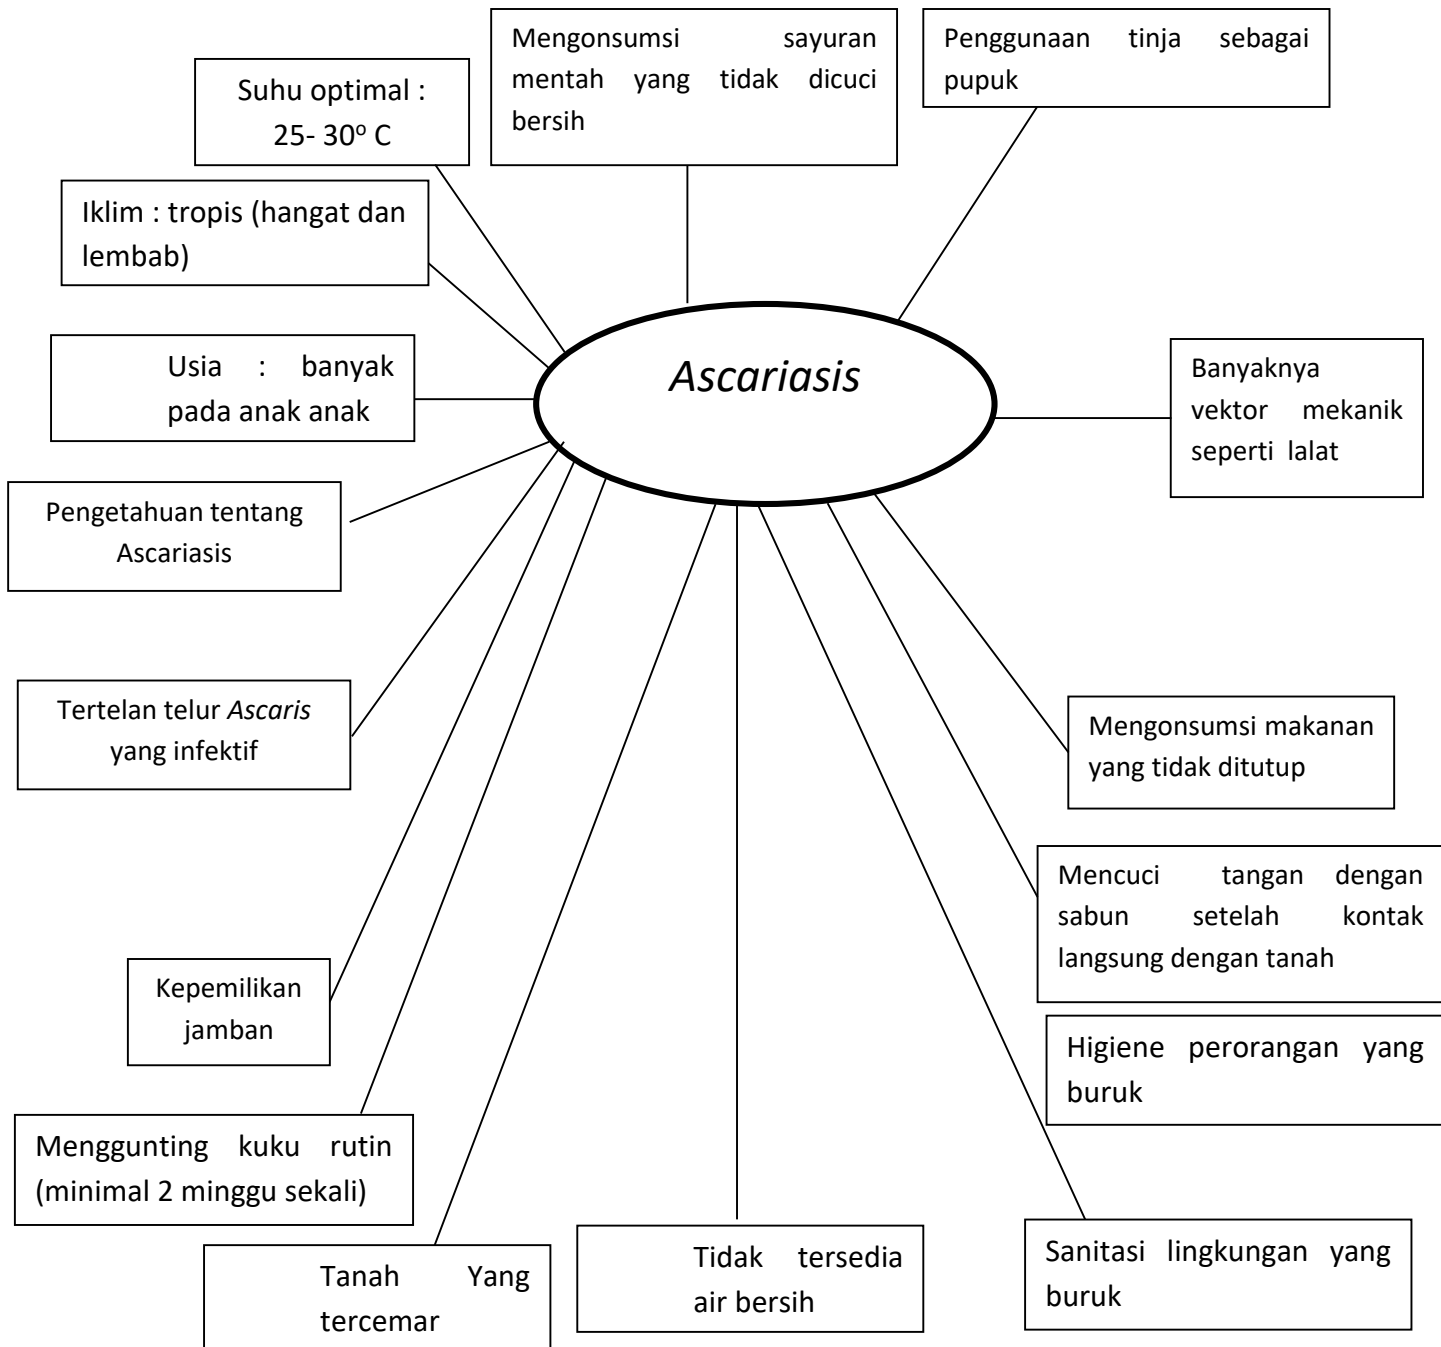 Mengonsumsi sayuran
mentah yang tidak dicuci
bersih
Penggunaan tinja sebagai
pupuk
Suhu optimal :
25- 30º C
Iklim : tropis (hangat dan
lembab)
Usia : banyak
pada anak anak
Ascariasis
Banyaknya
vektor mekanik
seperti lalat
Pengetahuan tentang
Ascariasis
Tertelan telur Ascaris
yang infektif
Mengonsumsi makanan
yang tidak ditutup
Mencuci tangan dengan
sabun setelah kontak
langsung dengan tanah
Kepemilikan
jamban
Higiene perorangan yang
buruk
Menggunting kuku rutin
(minimal 2 minggu sekali)
Tanah Yang
tercemar
Tidak tersedia
air bersih
Sanitasi lingkungan yang
buruk